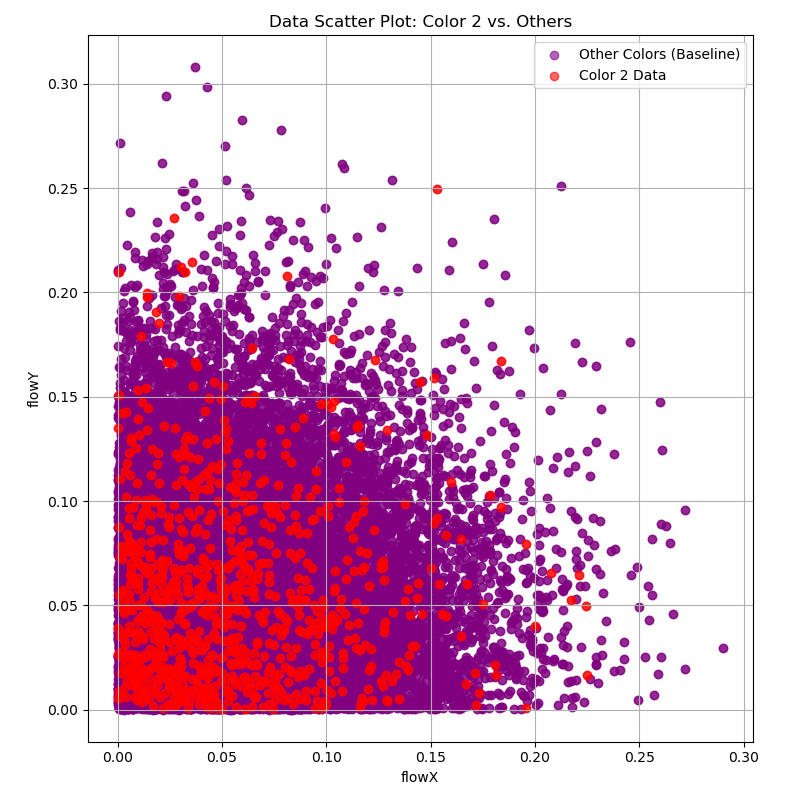 Data Scatter Plot: Color 2 vs. Others
Other Colors (Baseline)
Color 2 Data
flowY
0.30
0.25
0.20
0.15
0.10
0.05
0.00
0.00 0.05 0.10 0.15 0.20 0.25 0.30
flowX